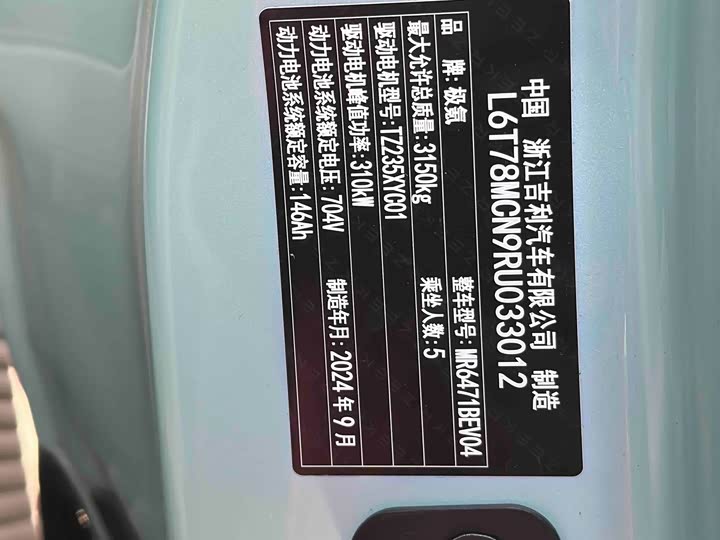 中国 浙江吉利汽车有限公司 制造
L6T78MCN9RU033012
品 牌:极氪 整车型号:MR6471BEV04
最大允许总质量:3150kg 乘坐人数:5
驱动电机型号:TZ235XYC01
驱动电机峰值功率:310kW
动力电池系统额定电压:704V 制造年月:2024年9月
动力电池系统额定容量:146Ah